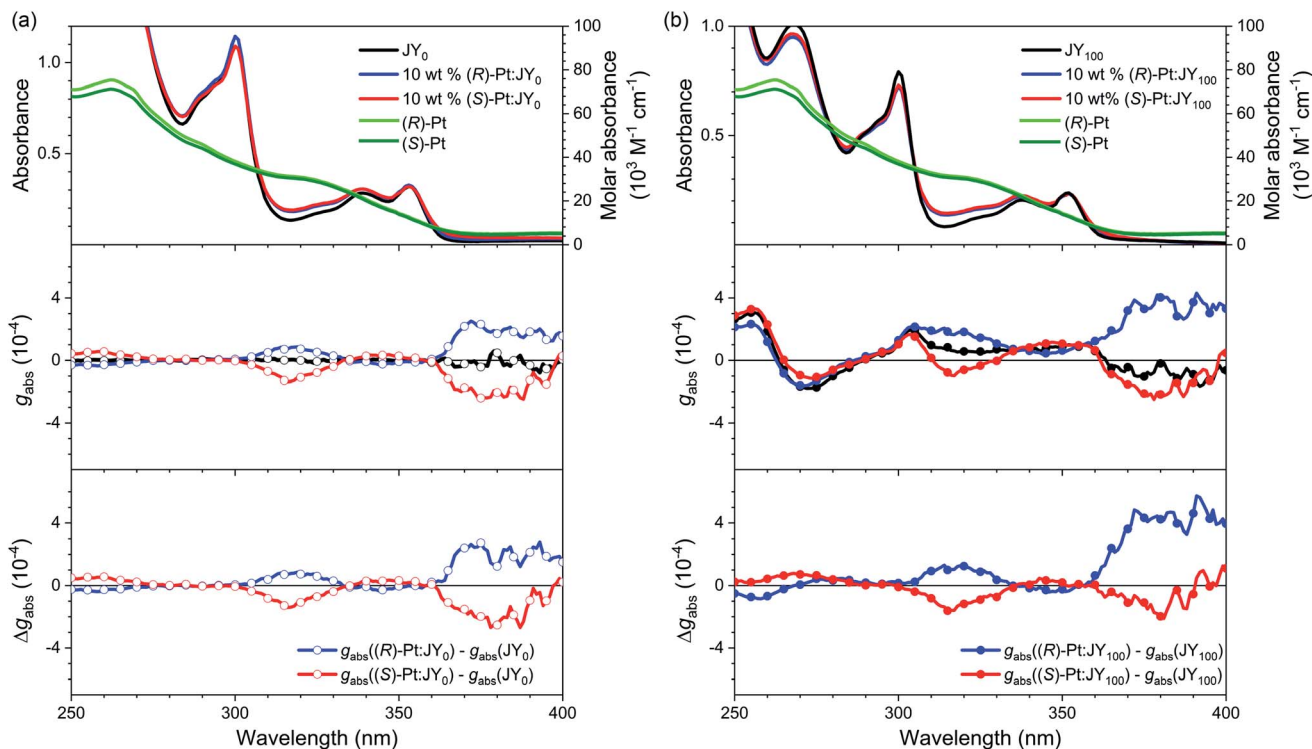 (a)
Absorbance
1.0
0.5
JY₀
10 wt % (R)-Pt:JY₀
10 wt % (S)-Pt:JY₀
(R)-Pt
(S)-Pt
100
80
60
40
20
0
Molar absorbance
(10³ M⁻¹ cm⁻¹)
gabs (10⁻⁴)
4
0
-4
Δgabs (10⁻⁴)
4
0
-4
gabs((R)-Pt:JY₀) - gabs(JY₀)
gabs((S)-Pt:JY₀) - gabs(JY₀)
250
300
350
400
Wavelength (nm)
(b)
Absorbance
1.0
0.5
JY₁₀₀
10 wt % (R)-Pt:JY₁₀₀
10 wt% (S)-Pt:JY₁₀₀
(R)-Pt
(S)-Pt
100
80
60
40
20
0
Molar absorbance
(10³ M⁻¹ cm⁻¹)
gabs (10⁻⁴)
4
0
-4
Δgabs (10⁻⁴)
4
0
-4
gabs((R)-Pt:JY₁₀₀) - gabs(JY₁₀₀)
gabs((S)-Pt:JY₁₀₀) - gabs(JY₁₀₀)
250
300
350
400
Wavelength (nm)